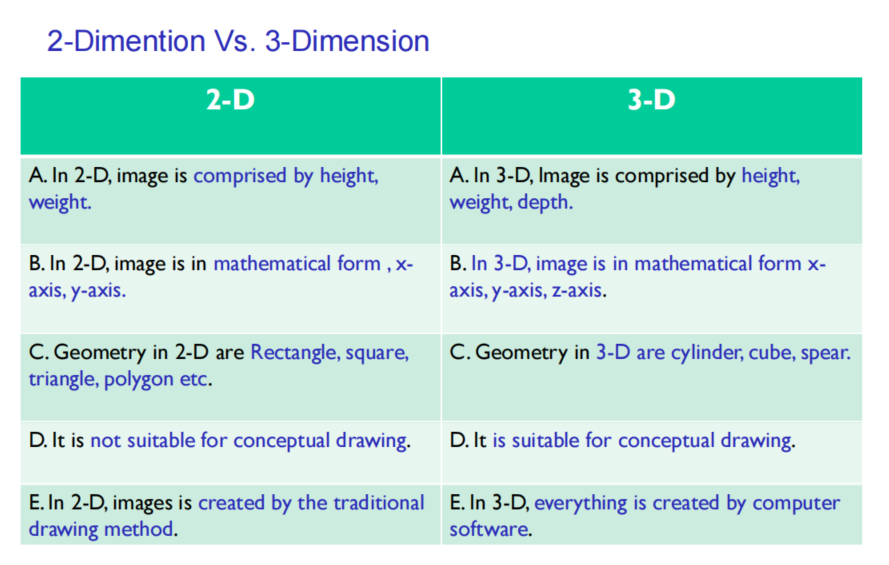 2-Dimention Vs. 3-Dimension
2-D
3-D
A. In 2-D, image is comprised by height,
weight.
A. In 3-D, Image is comprised by height,
weight, depth.
B. In 2-D, image is in mathematical form , x-
axis, y-axis.
B. In 3-D, image is in mathematical form x-
axis, y-axis, z-axis.
C. Geometry in 2-D are Rectangle, square,
triangle, polygon etc.
C. Geometry in 3-D are cylinder, cube, spear.
D. It is not suitable for conceptual drawing.
D. It is suitable for conceptual drawing.
E. In 2-D, images is created by the traditional
drawing method.
E. In 3-D, everything is created by computer
software.